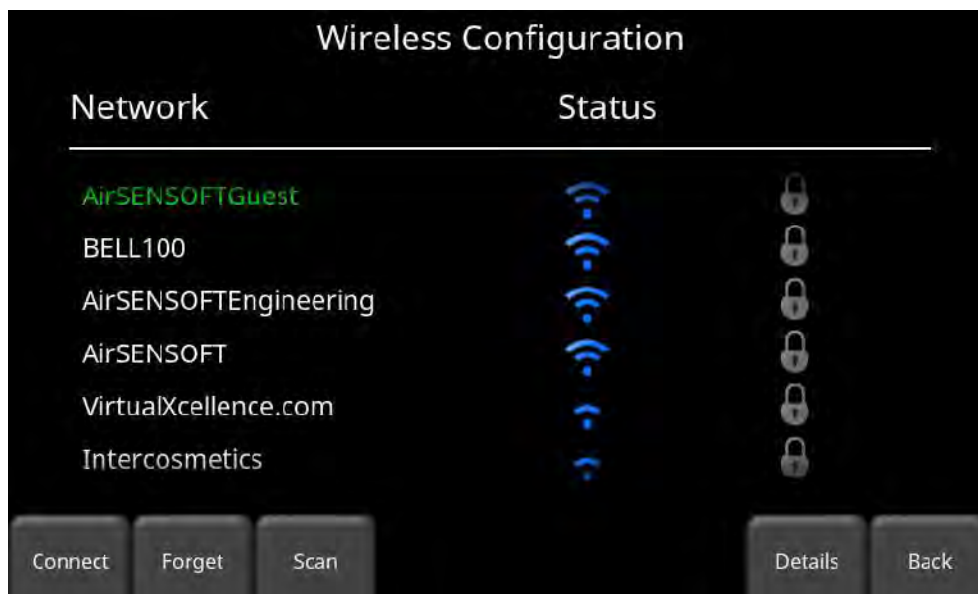 Wireless Configuration
Network Status
AirSENSOFTGuest
BELL100
AirSENSOFTEngineering
AirSENSOFT
VirtualXcellence.com
Intercosmetics
Connect Forget Scan Details Back